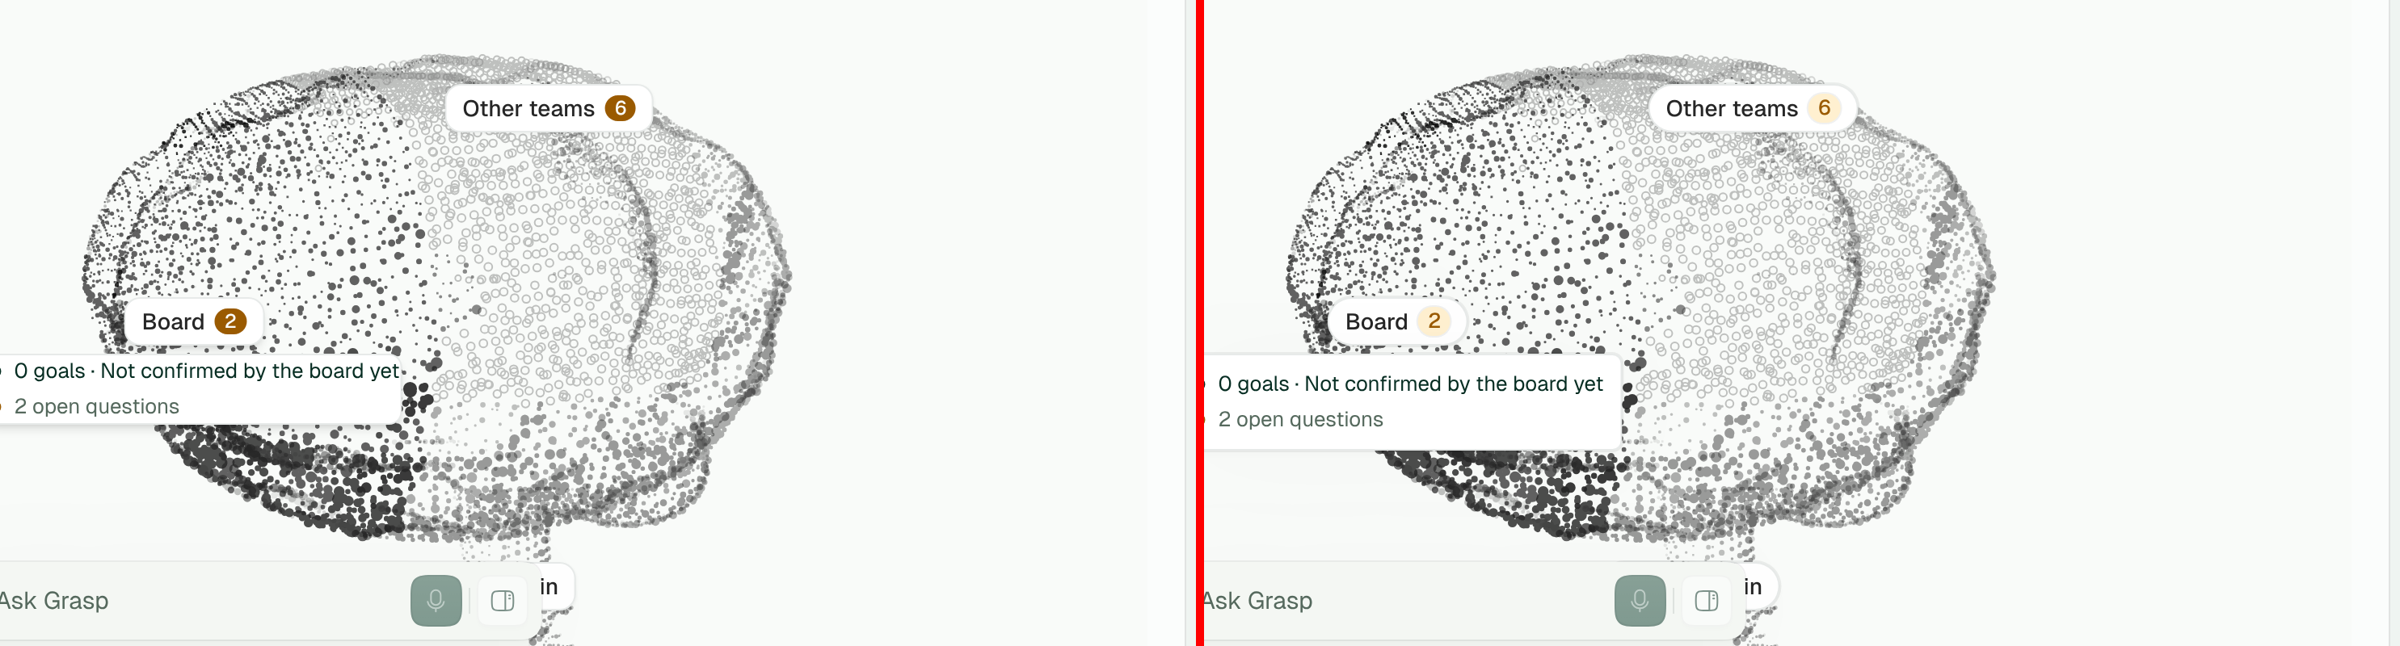 Other teams 6
Board 2
0 goals · Not confirmed by the board yet
2 open questions
in
Ask Grasp
Other teams 6
Board 2
0 goals · Not confirmed by the board yet
2 open questions
in
Ask Grasp